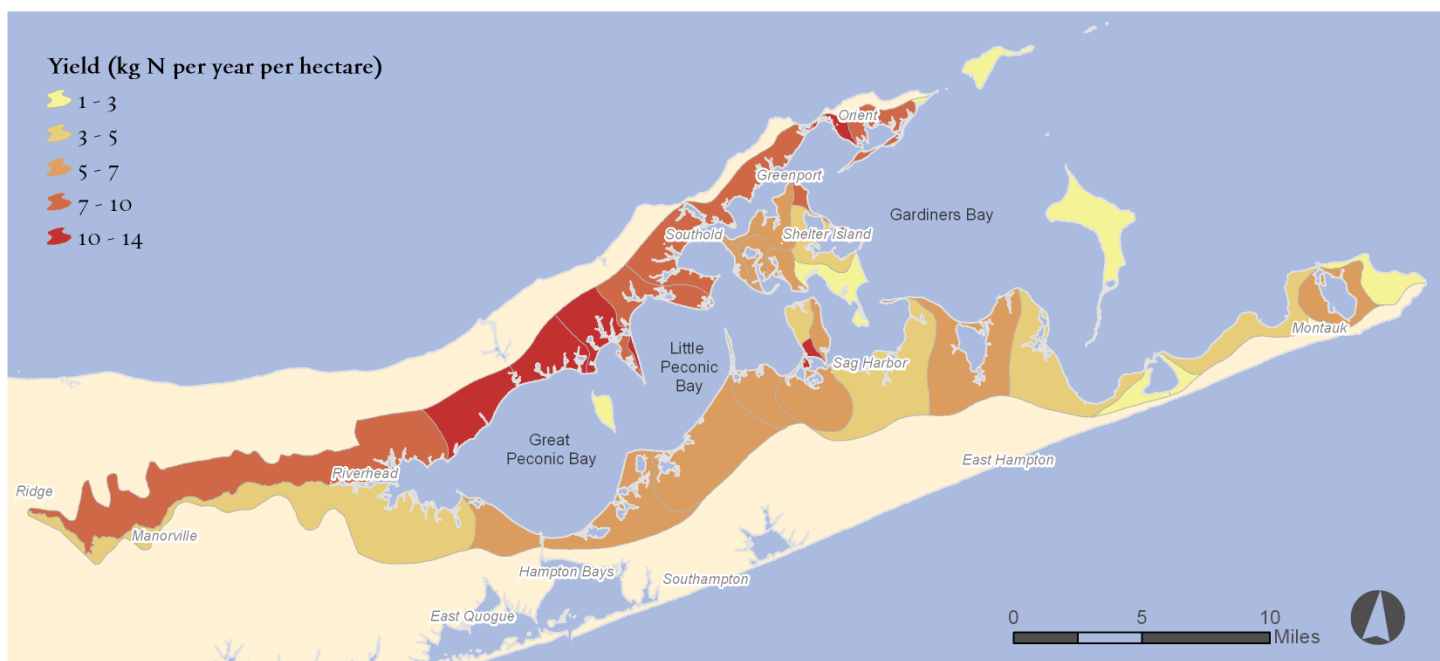 Yield (kg N per year per hectare)
1 - 3
3 - 5
5 - 7
7 - 10
10 - 14
Orient
Greenport
Gardiners Bay
Southold
Shelter Island
Montauk
Little
Peconic
Bay
Sag Harbor
Great
Peconic Bay
East Hampton
Riverhead
Ridge
Manorville
Hampton Bays
Southampton
East Quogue
0
5
10
Miles